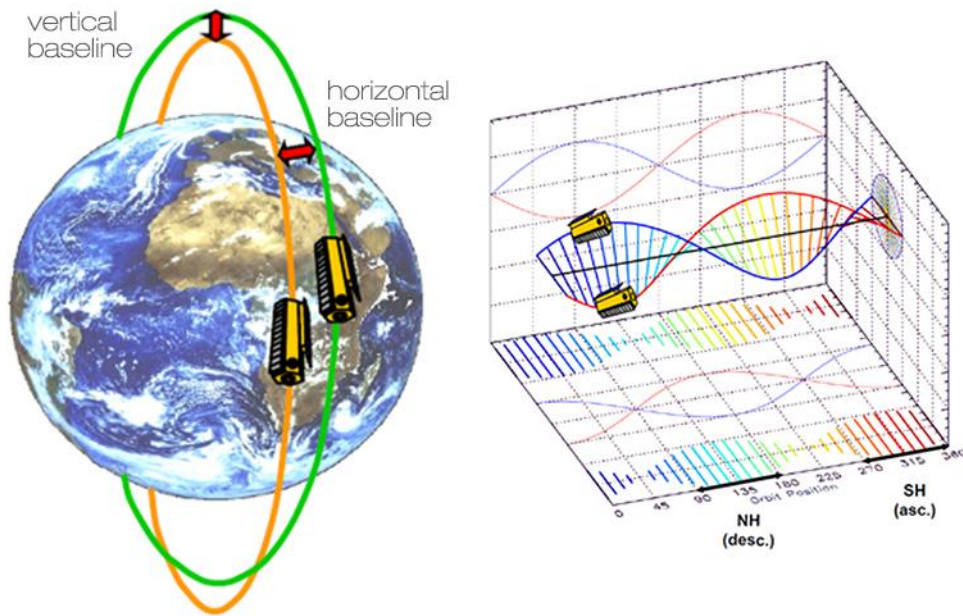 vertical
baseline
horizontal
baseline
0
45
90
135
180
225
270
315
360
Orbit Position
NH
(desc.)
SH
(asc.)